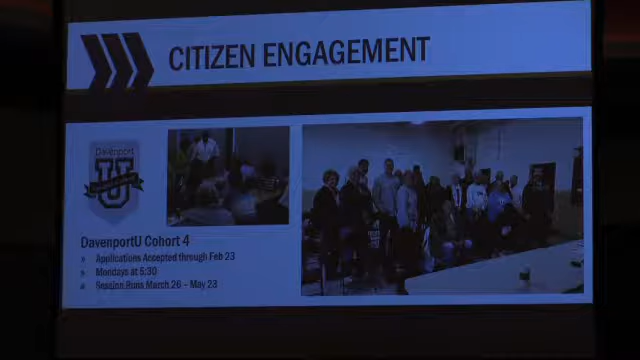 CITIZEN ENGAGEMENT
Davenport
U
DavenportU Cohort 4
» Applications Accepted through Feb 23
» Mondays at 5:30
» Session Runs March 26 – May 23